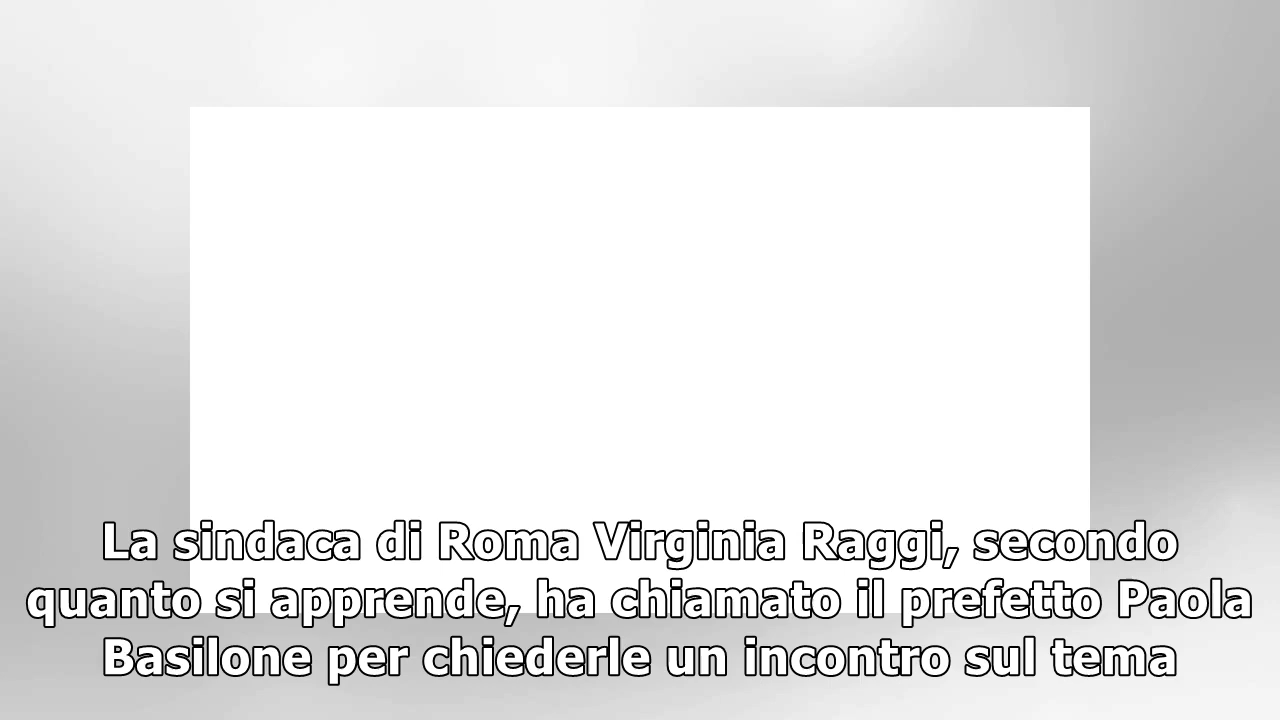 La sindaca di Roma Virginia Raggi, secondo
quanto si apprende, ha chiamato il prefetto Paola
Basilone per chiederle un incontro sul tema